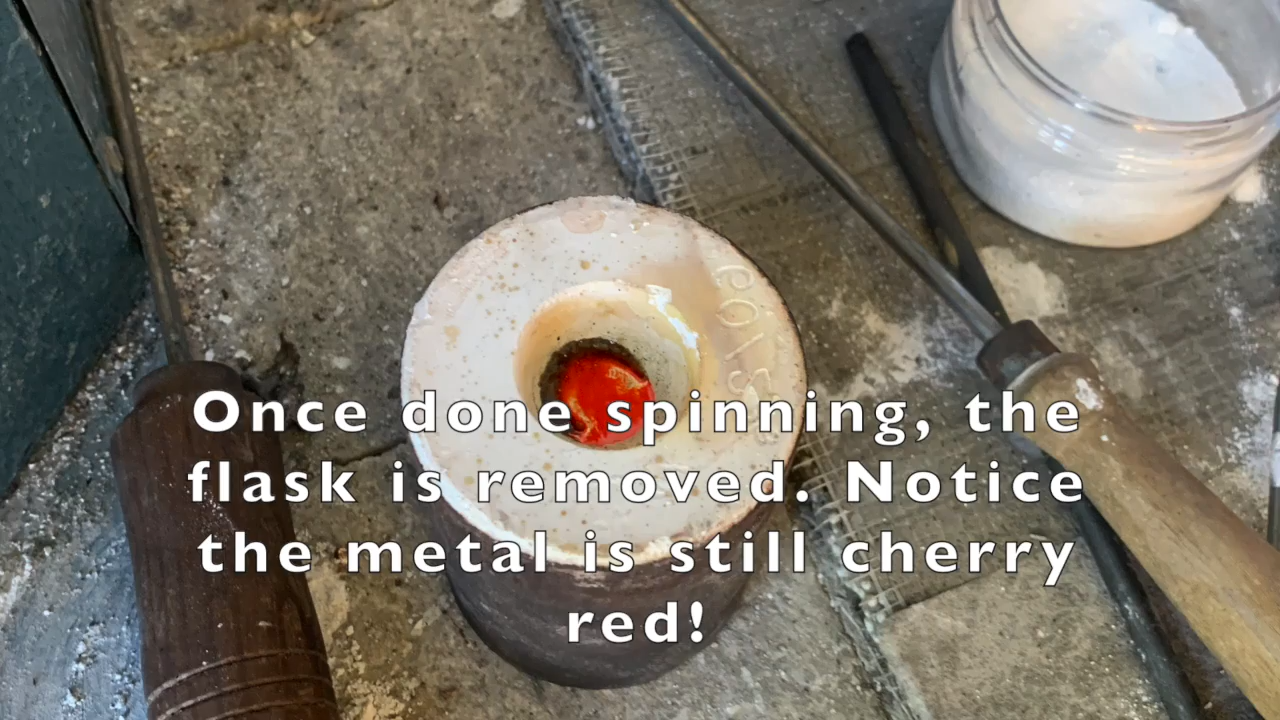 Once done spinning, the
flask is removed. Notice
the metal is still cherry
red!